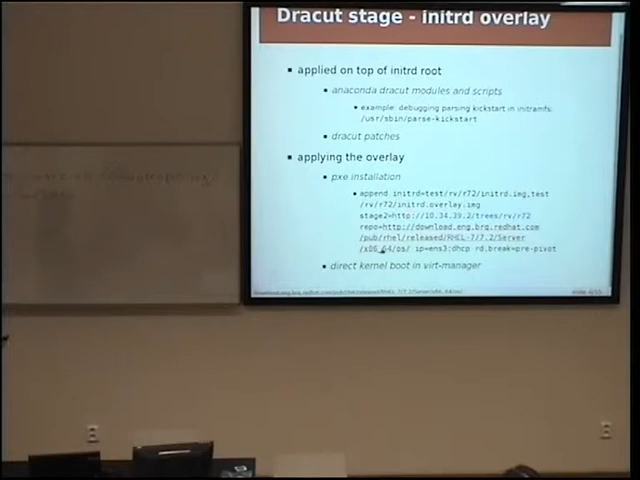 Dracut stage - initrd overlay
applied on top of initrd root
anaconda dracut modules and scripts
example: debugging parsing kickstart in initramfs:
/usr/sbin/parse-kickstart
dracut patches
applying the overlay
pxe installation
append initrd=test/rv/r72/initrd.img,test
/rv/r72/initrd.overlay.img
stage2=http://10.34.39.2/trees/rv/r72
repo=http://download.eng.brq.redhat.com
/pub/rhel/released/RHEL-7/7.2/Server
/x86_64/os/ ip=ens3:dhcp rd.break=pre-pivot
direct kernel boot in virt-manager